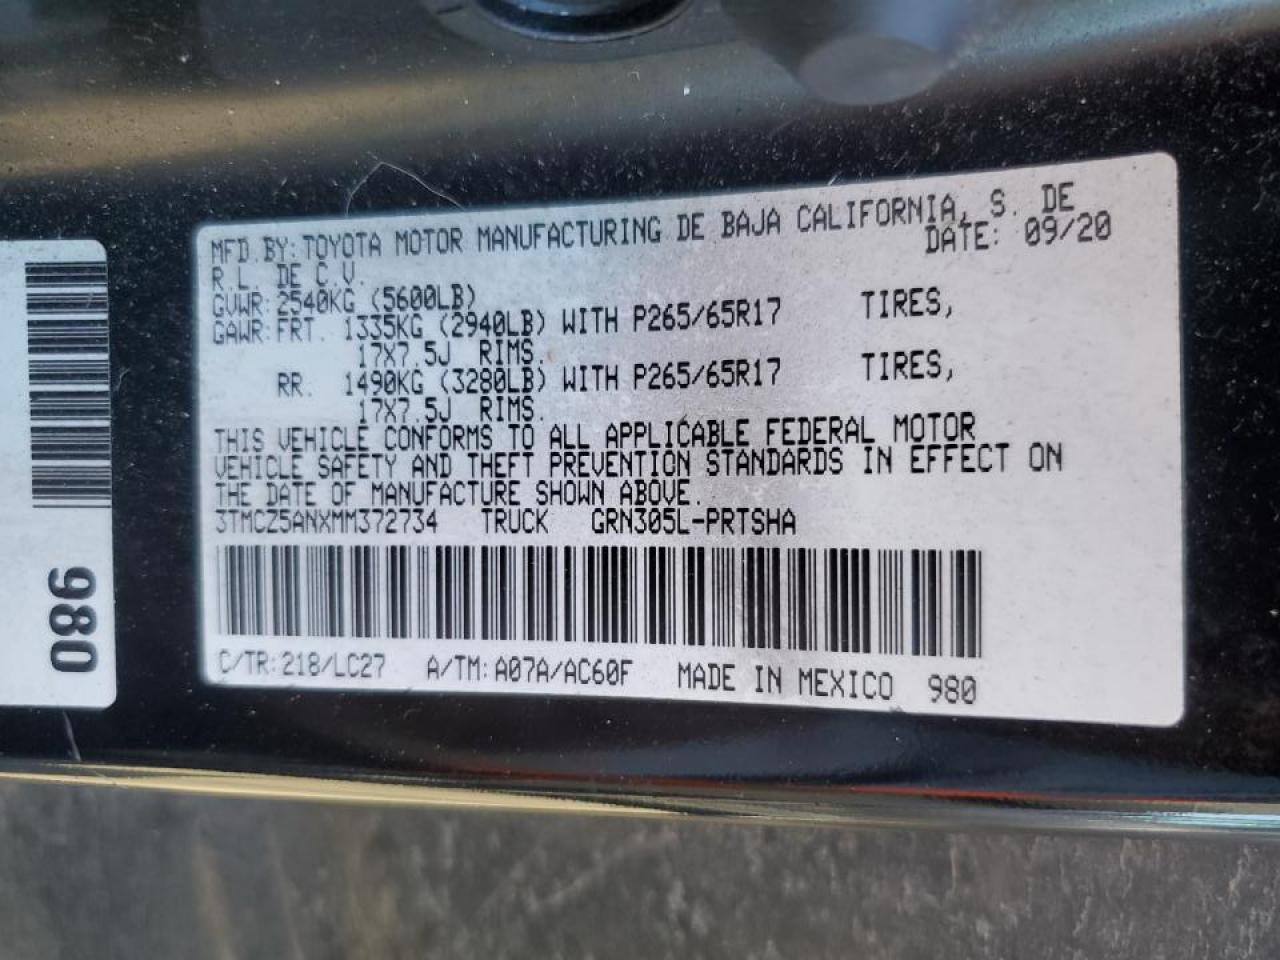 MFD.BY: TOYOTA MOTOR MANUFACTURING DE BAJA CALIFORNIA, S. DE
R.L. DE C.V. DATE: 09/20
GVWR: 2540KG (5600LB)
GAWR: FRT. 1335KG (2940LB) WITH P265/65R17 TIRES,
17X7.5J RIMS.
RR. 1490KG (3280LB) WITH P265/65R17 TIRES,
17X7.5J RIMS.
THIS VEHICLE CONFORMS TO ALL APPLICABLE FEDERAL MOTOR
VEHICLE SAFETY AND THEFT PREVENTION STANDARDS IN EFFECT ON
THE DATE OF MANUFACTURE SHOWN ABOVE.
3TMCZ5ANXMM372734 TRUCK GRN305L-PRTSHA
C/TR: 218/LC27 A/TM: A07A/AC60F MADE IN MEXICO 980
980